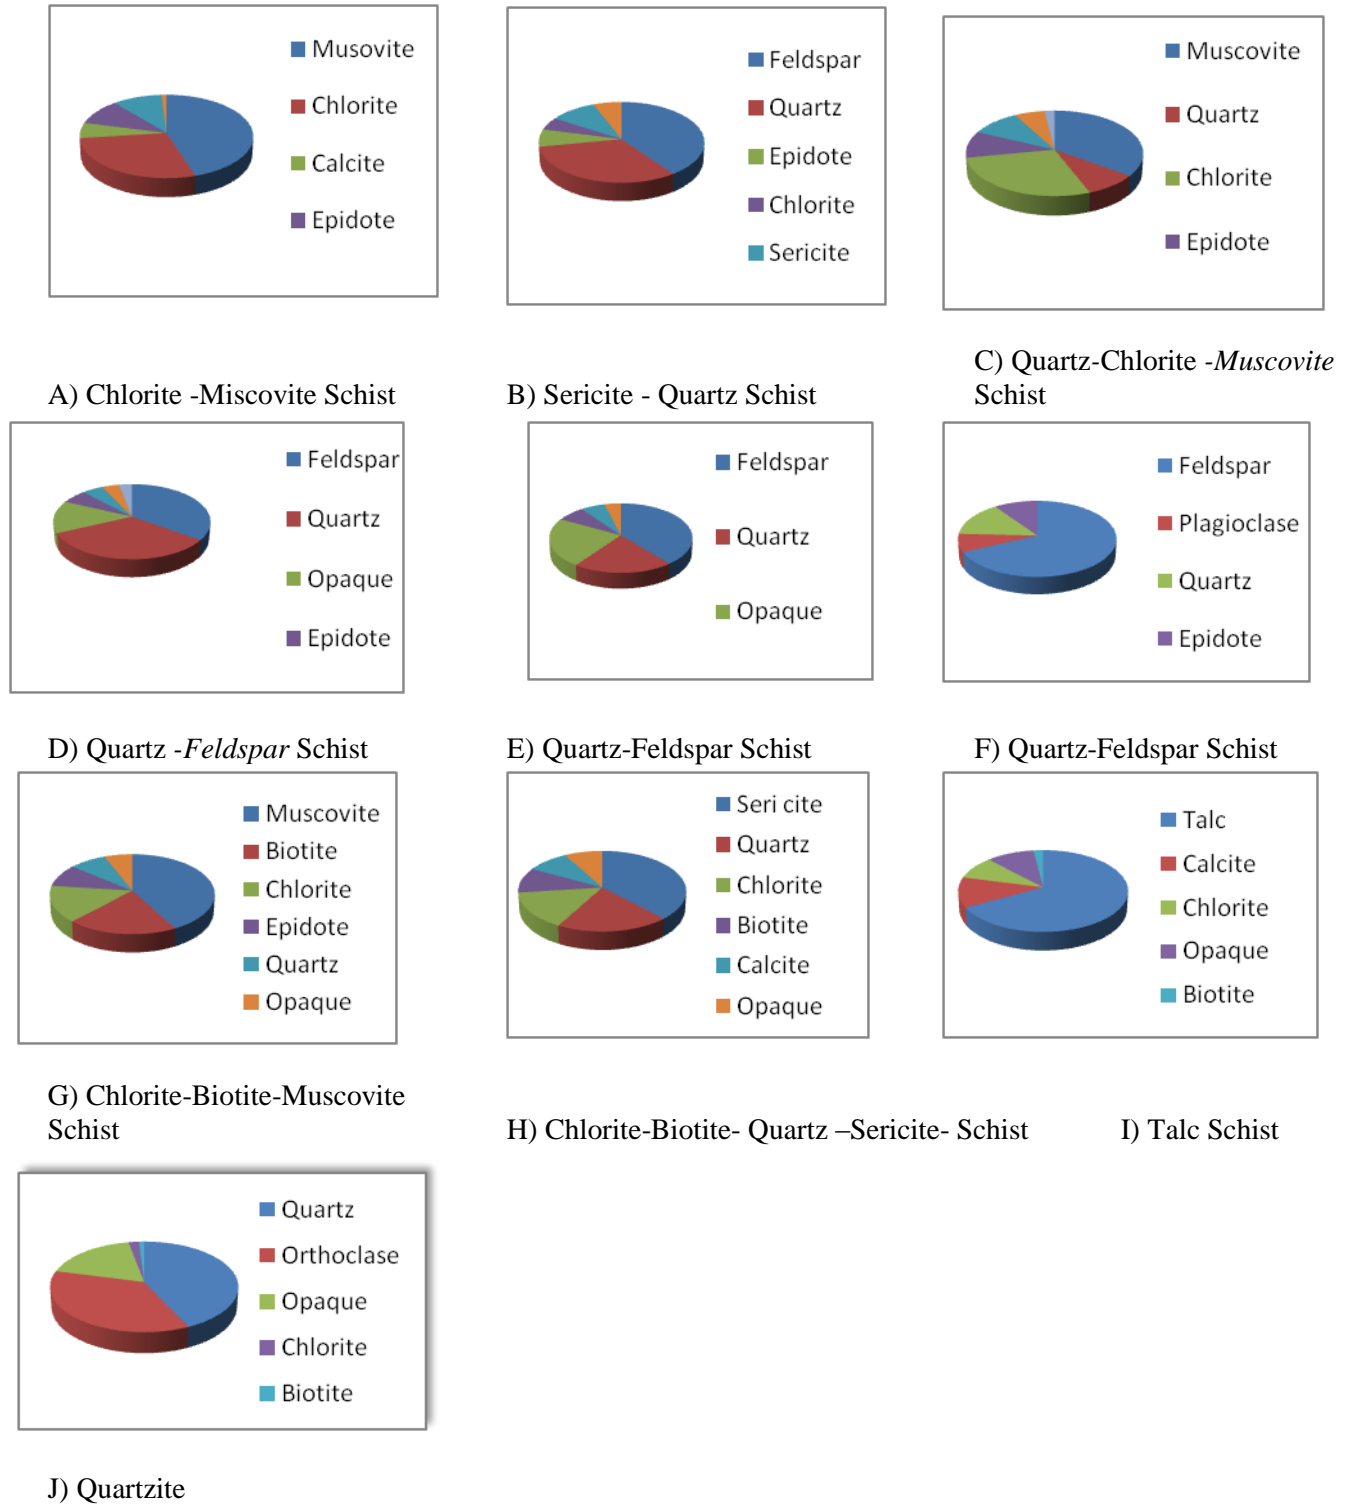 Musovite
Chlorite
Calcite
Epidote
Feldspar
Quartz
Epidote
Chlorite
Sericite
Muscovite
Quartz
Chlorite
Epidote
A) Chlorite -Miscovite Schist
B) Sericite - Quartz Schist
C) Quartz-Chlorite -Muscovite
Schist
Feldspar
Quartz
Opaque
Epidote
Feldspar
Quartz
Opaque
Feldspar
Plagioclase
Quartz
Epidote
D) Quartz -Feldspar Schist
E) Quartz-Feldspar Schist
F) Quartz-Feldspar Schist
Muscovite
Biotite
Chlorite
Epidote
Quartz
Opaque
Seri cite
Quartz
Chlorite
Biotite
Calcite
Opaque
Talc
Calcite
Chlorite
Opaque
Biotite
G) Chlorite-Biotite-Muscovite
Schist
H) Chlorite-Biotite- Quartz –Sericite- Schist
I) Talc Schist
Quartz
Orthoclase
Opaque
Chlorite
Biotite
J) Quartzite